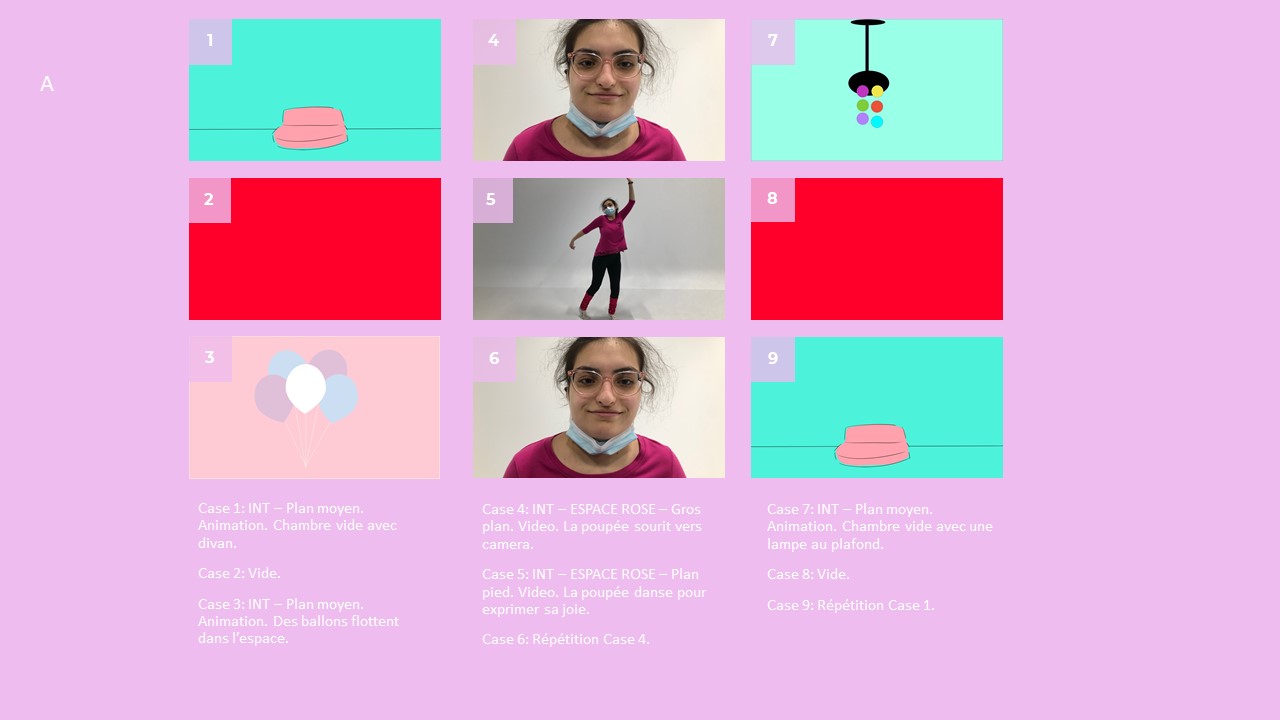 A
1
2
3
4
5
6
7
8
9
Case 1: INT – Plan moyen.
Animation. Chambre vide avec
divan.
Case 2: Vide.
Case 3: INT – Plan moyen.
Animation. Des ballons flottent
dans l'espace.
Case 4: INT – ESPACE ROSE – Gros
plan. Video. La poupée sourit vers
camera.
Case 5: INT – ESPACE ROSE – Plan
pied. Video. La poupée danse pour
exprimer sa joie.
Case 6: Répétition Case 4.
Case 7: INT – Plan moyen.
Animation. Chambre vide avec une
lampe au plafond.
Case 8: Vide.
Case 9: Répétition Case 1.